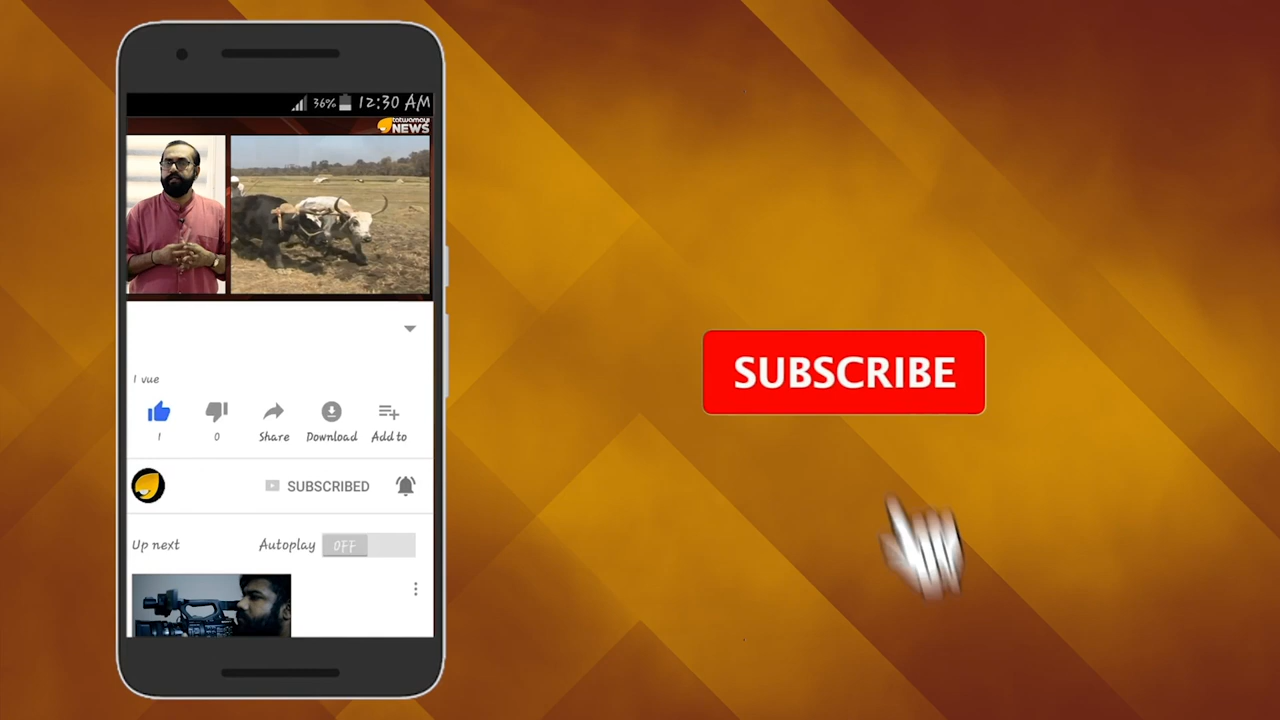 36% 12:30 AM
tatwamayi
NEWS
1 vue
1
0
Share
Download
Add to
SUBSCRIBED
Up next
Autoplay
OFF
SUBSCRIBE